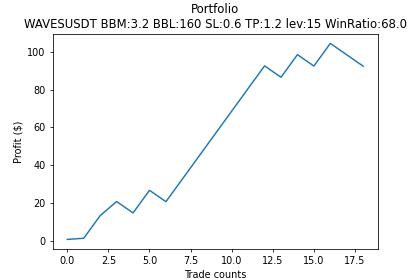 Portfolio
WAVESUSDT BBM:3.2 BBL:160 SL:0.6 TP:1.2 lev:15 WinRatio:68.0
100
80
60
40
20
0
Profit ($)
0.0 2.5 5.0 7.5 10.0 12.5 15.0 17.5
Trade counts